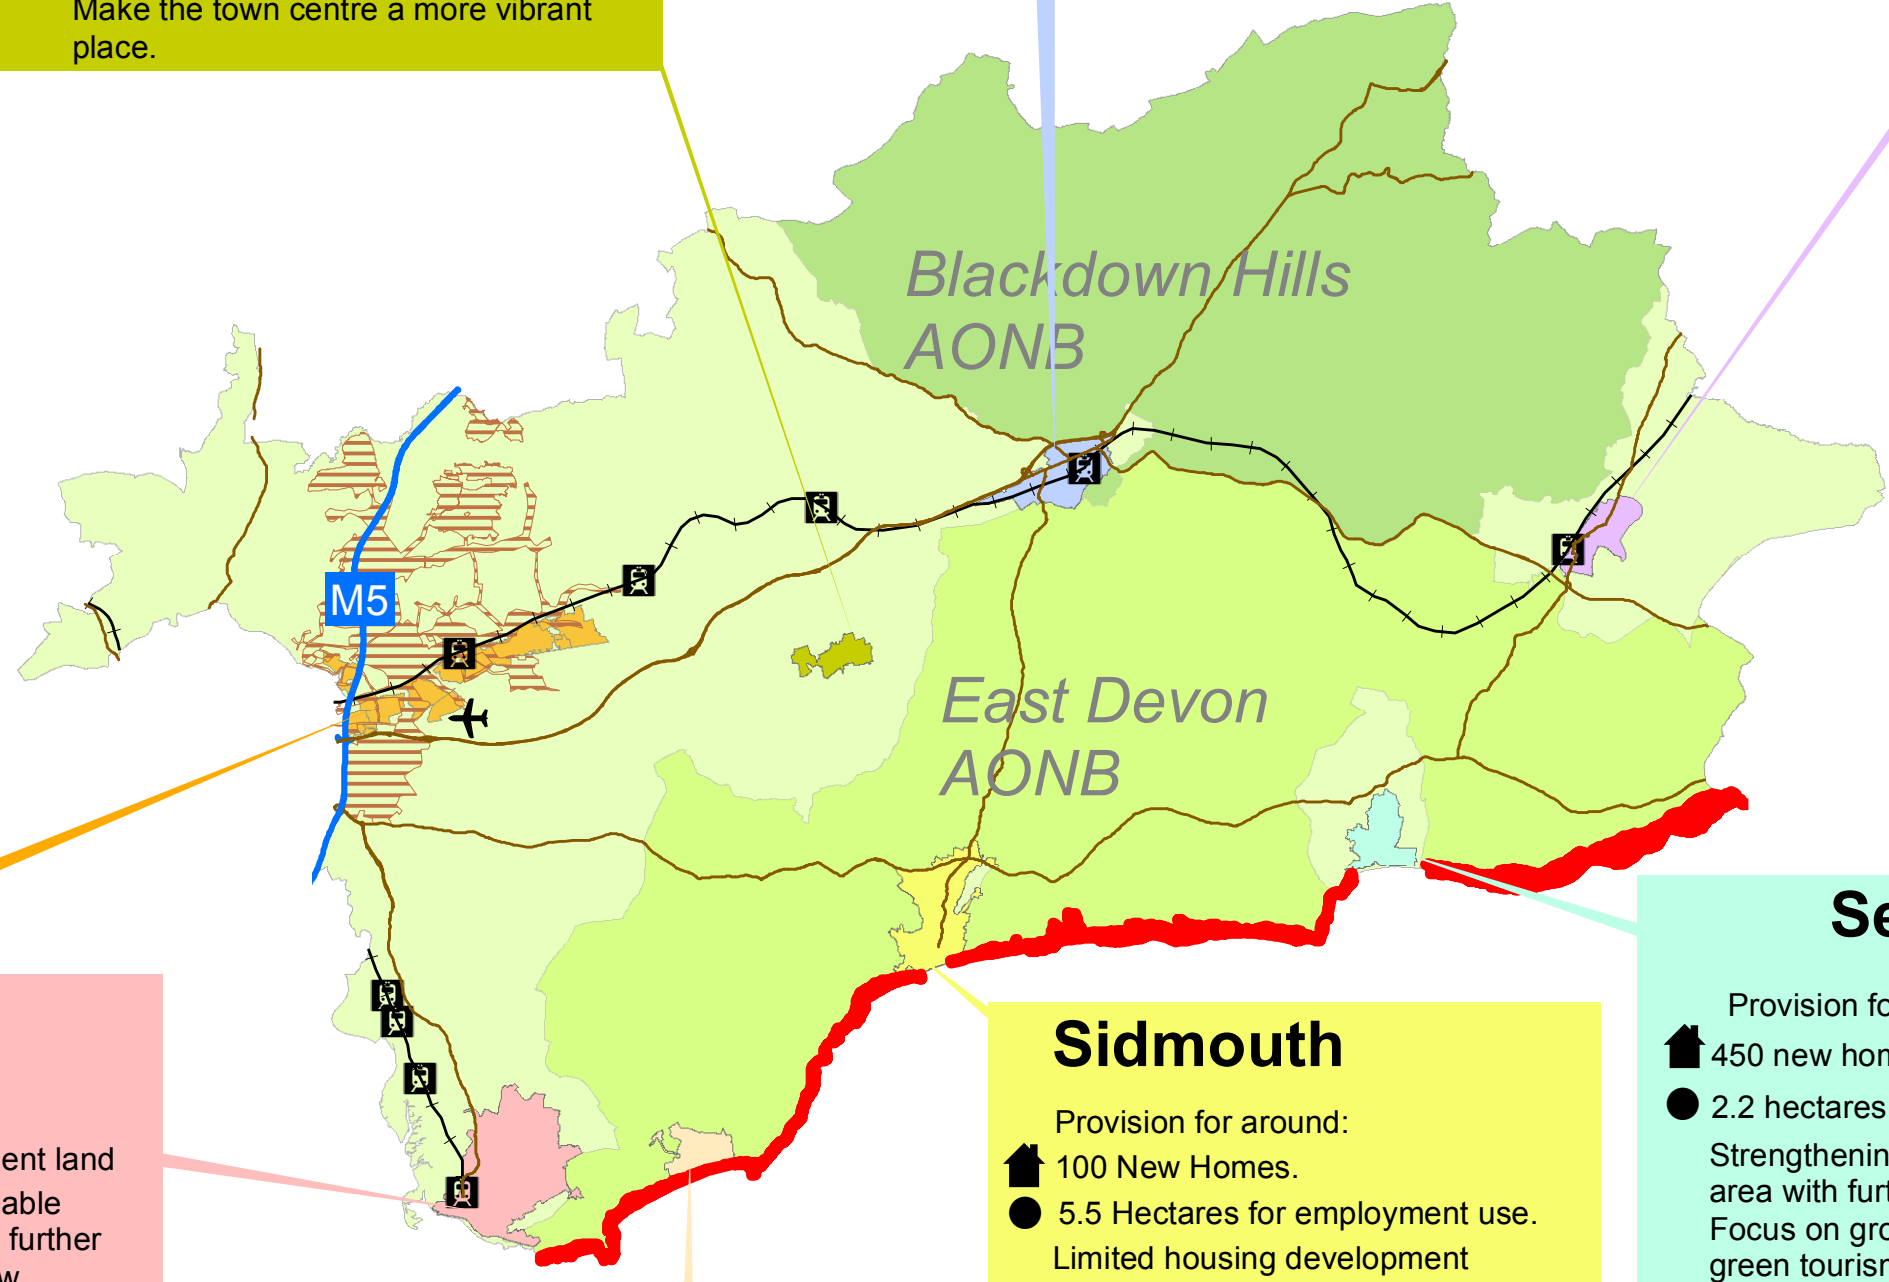 Make the town centre a more vibrant
place.
Blackdown Hills
AONB
M5
East Devon
AONB
Sidmouth
Provision for around:
100 New Homes.
5.5 Hectares for employment use.
Limited housing development
Se
Provision fo
450 new hom
2.2 hectares
Strengthenin
area with furt
Focus on gro
green tourism
ent land
able
further
w